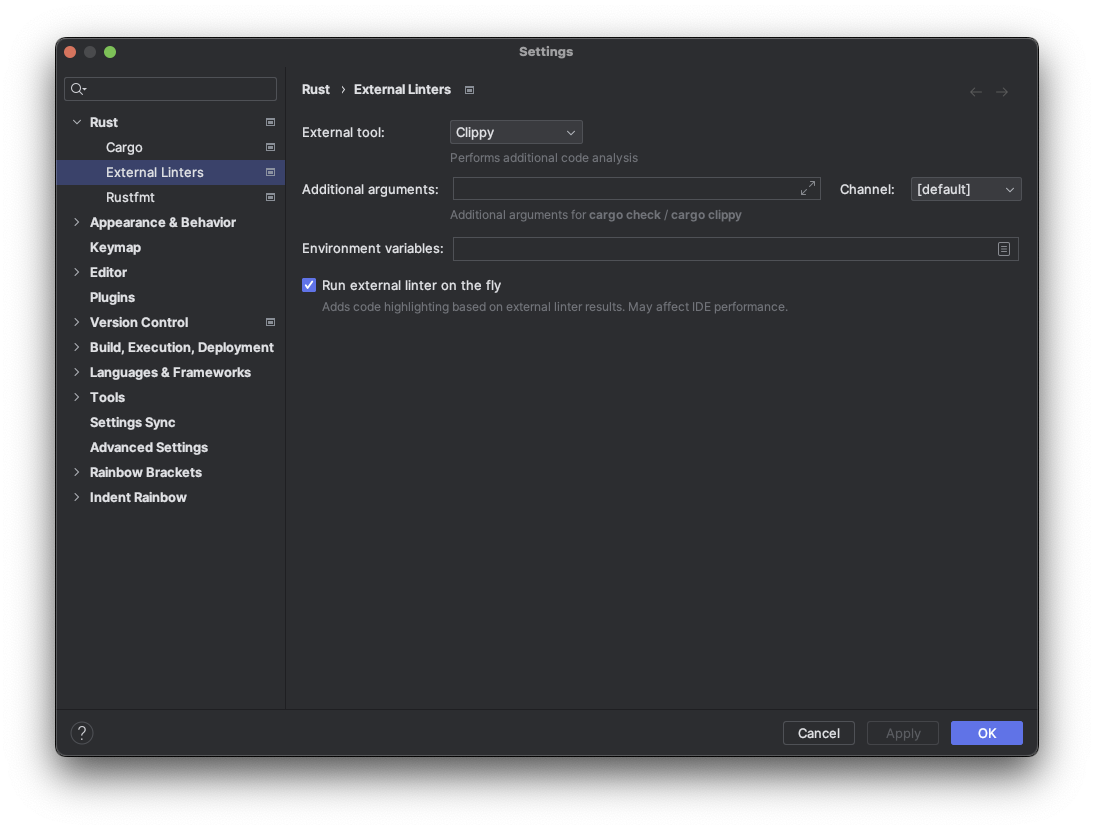 Settings
Rust
Cargo
External Linters
Rustfmt
Appearance & Behavior
Keymap
Editor
Plugins
Version Control
Build, Execution, Deployment
Languages & Frameworks
Tools
Settings Sync
Advanced Settings
Rainbow Brackets
Indent Rainbow
Rust › External Linters
External tool: Clippy
Performs additional code analysis
Additional arguments: Channel: [default]
Additional arguments for cargo check / cargo clippy
Environment variables:
Run external linter on the fly
Adds code highlighting based on external linter results. May affect IDE performance.
? Cancel Apply OK